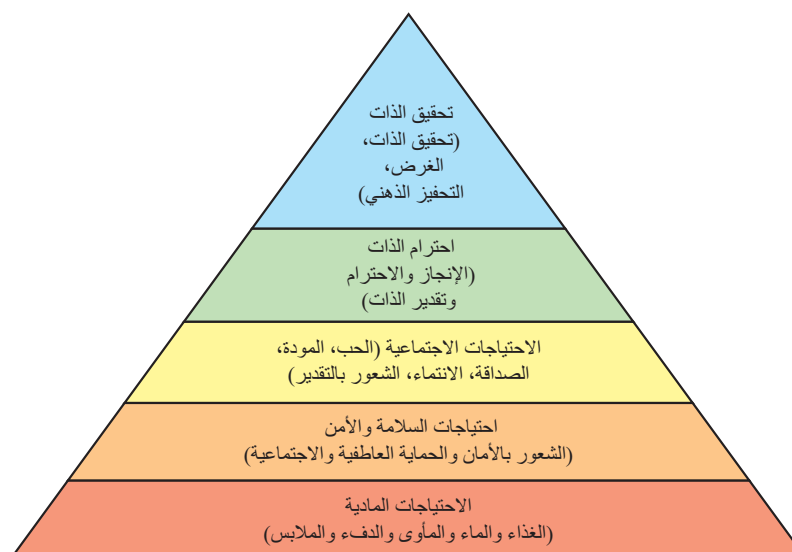 تحقيق الذات
(تحقيق الذات،
الغرض،
التحفيز الذهني)
احترام الذات
(الإنجاز والاحترام
وتقدير الذات)
الاحتياجات الاجتماعية (الحب، المودة،
الصداقة، الانتماء، الشعور بالتقدير)
احتياجات السلامة والأمن
(الشعور بالأمان والحماية العاطفية والاجتماعية)
الاحتياجات المادية
(الغذاء والماء والمأوى والدفء والملابس)